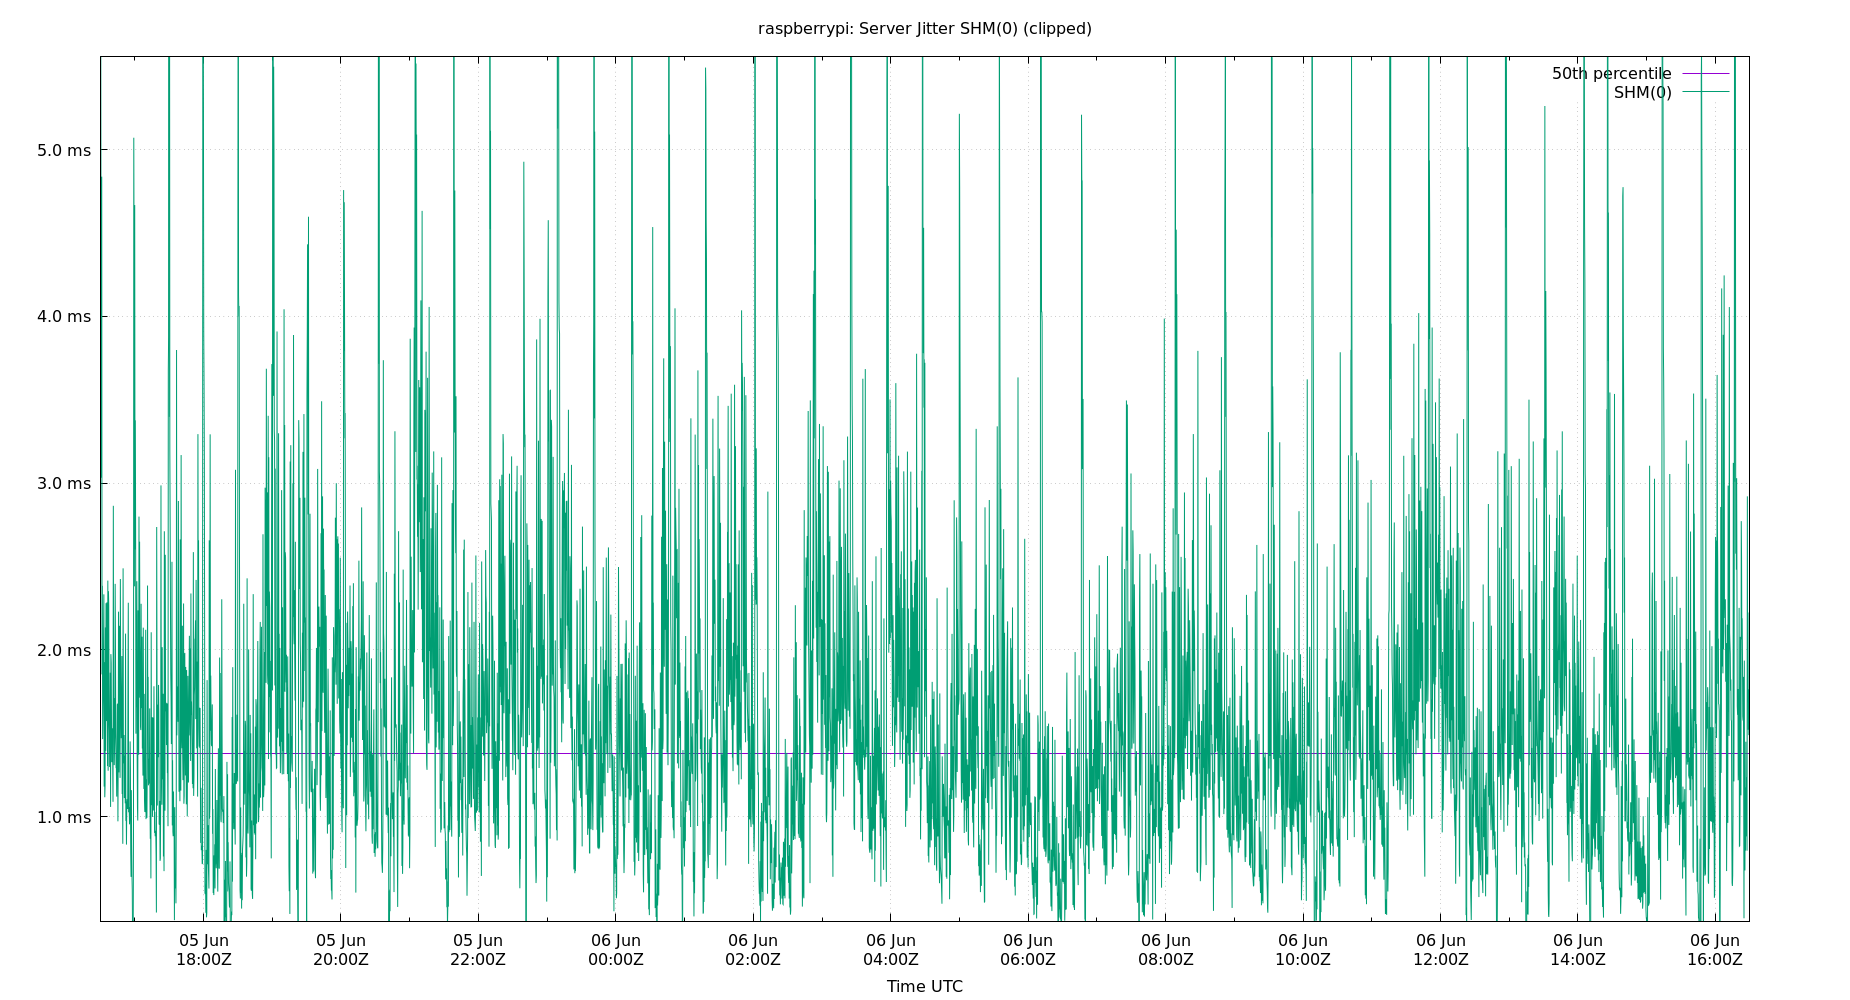 raspberrypi: Server Jitter SHM(0) (clipped)
50th percentile
SHM(0)
5.0 ms
4.0 ms
3.0 ms
2.0 ms
1.0 ms
05 Jun 05 Jun 05 Jun 06 Jun 06 Jun 06 Jun 06 Jun 06 Jun 06 Jun 06 Jun 06 Jun 06 Jun
18:00Z 20:00Z 22:00Z 00:00Z 02:00Z 04:00Z 06:00Z 08:00Z 10:00Z 12:00Z 14:00Z 16:00Z
Time UTC